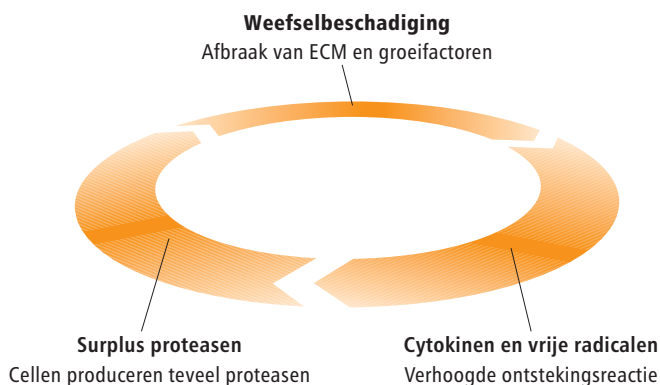 Weefselbeschadiging
Afbraak van ECM en groeifactoren
Surplus proteasen
Cellen produceren teveel proteasen
Cytokinen en vrije radicalen
Verhoogde ontstekingsreactie